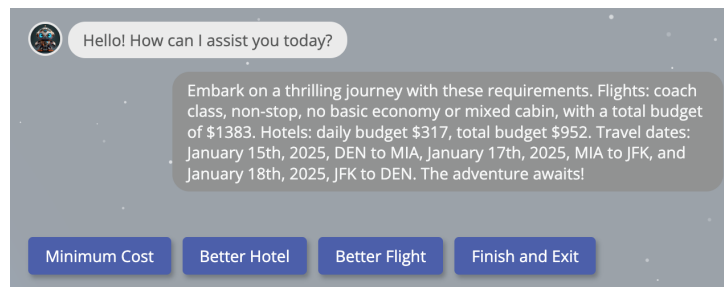 Hello! How can I assist you today?
Embark on a thrilling journey with these requirements. Flights: coach
class, non-stop, no basic economy or mixed cabin, with a total budget
of $1383. Hotels: daily budget $317, total budget $952. Travel dates:
January 15th, 2025, DEN to MIA, January 17th, 2025, MIA to JFK, and
January 18th, 2025, JFK to DEN. The adventure awaits!
Minimum Cost
Better Hotel
Better Flight
Finish and Exit